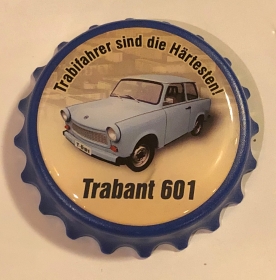 Trabifahrer sind die Härtesten!
Trabant 601